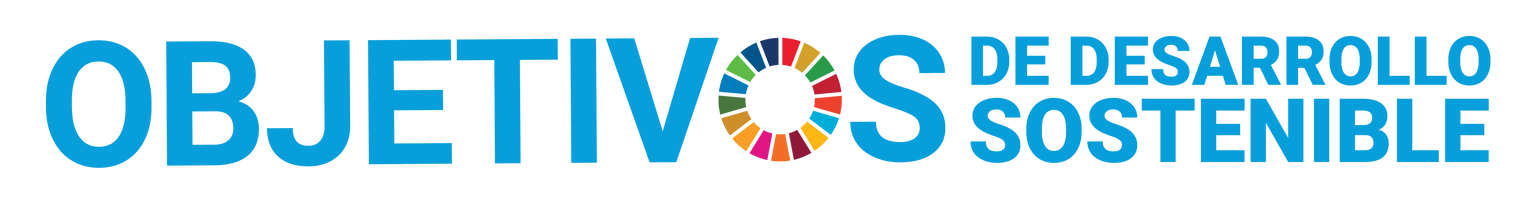 OBJETIVOS
DE DESARROLLO
SOSTENIBLE